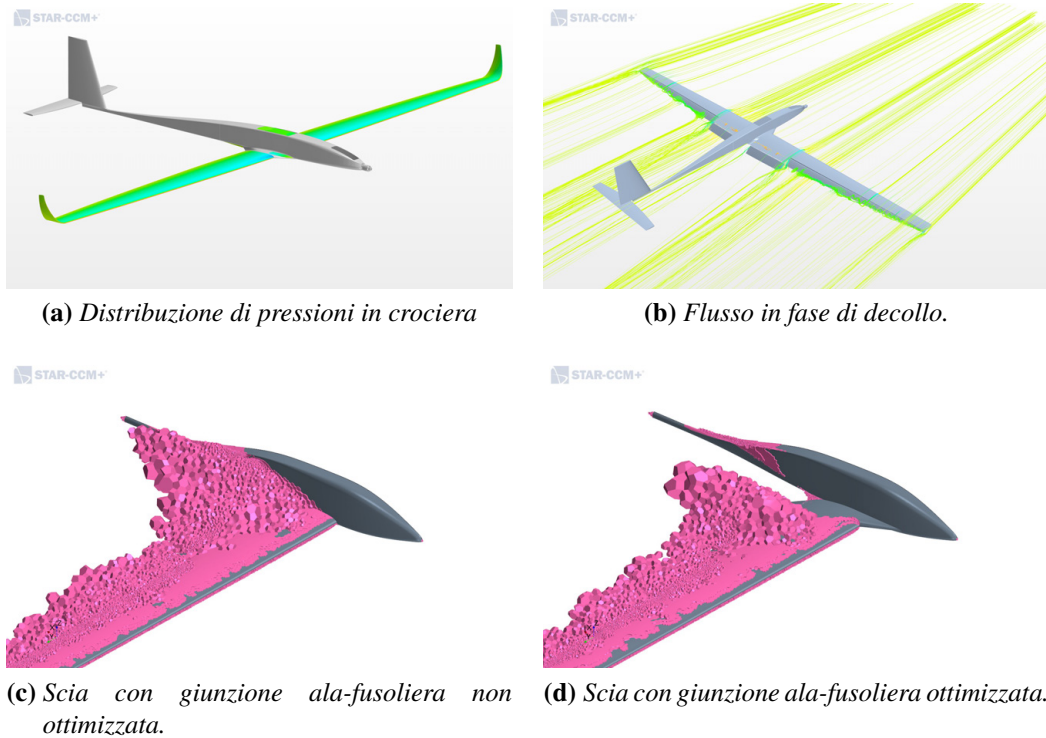 STAR-CCM+
STAR-CCM+
(a) Distribuzione di pressioni in crociera
(b) Flusso in fase di decollo.
STAR-CCM+
STAR-CCM+
(c) Scia con giunzione ala-fusoliera non
ottimizzata.
(d) Scia con giunzione ala-fusoliera ottimizzata.